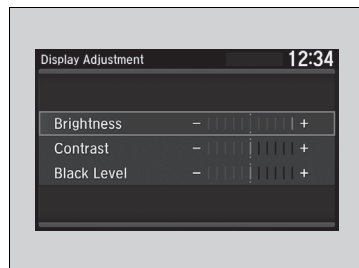 Display Adjustment 12:34
Brightness - +
Contrast - +
Black Level - +